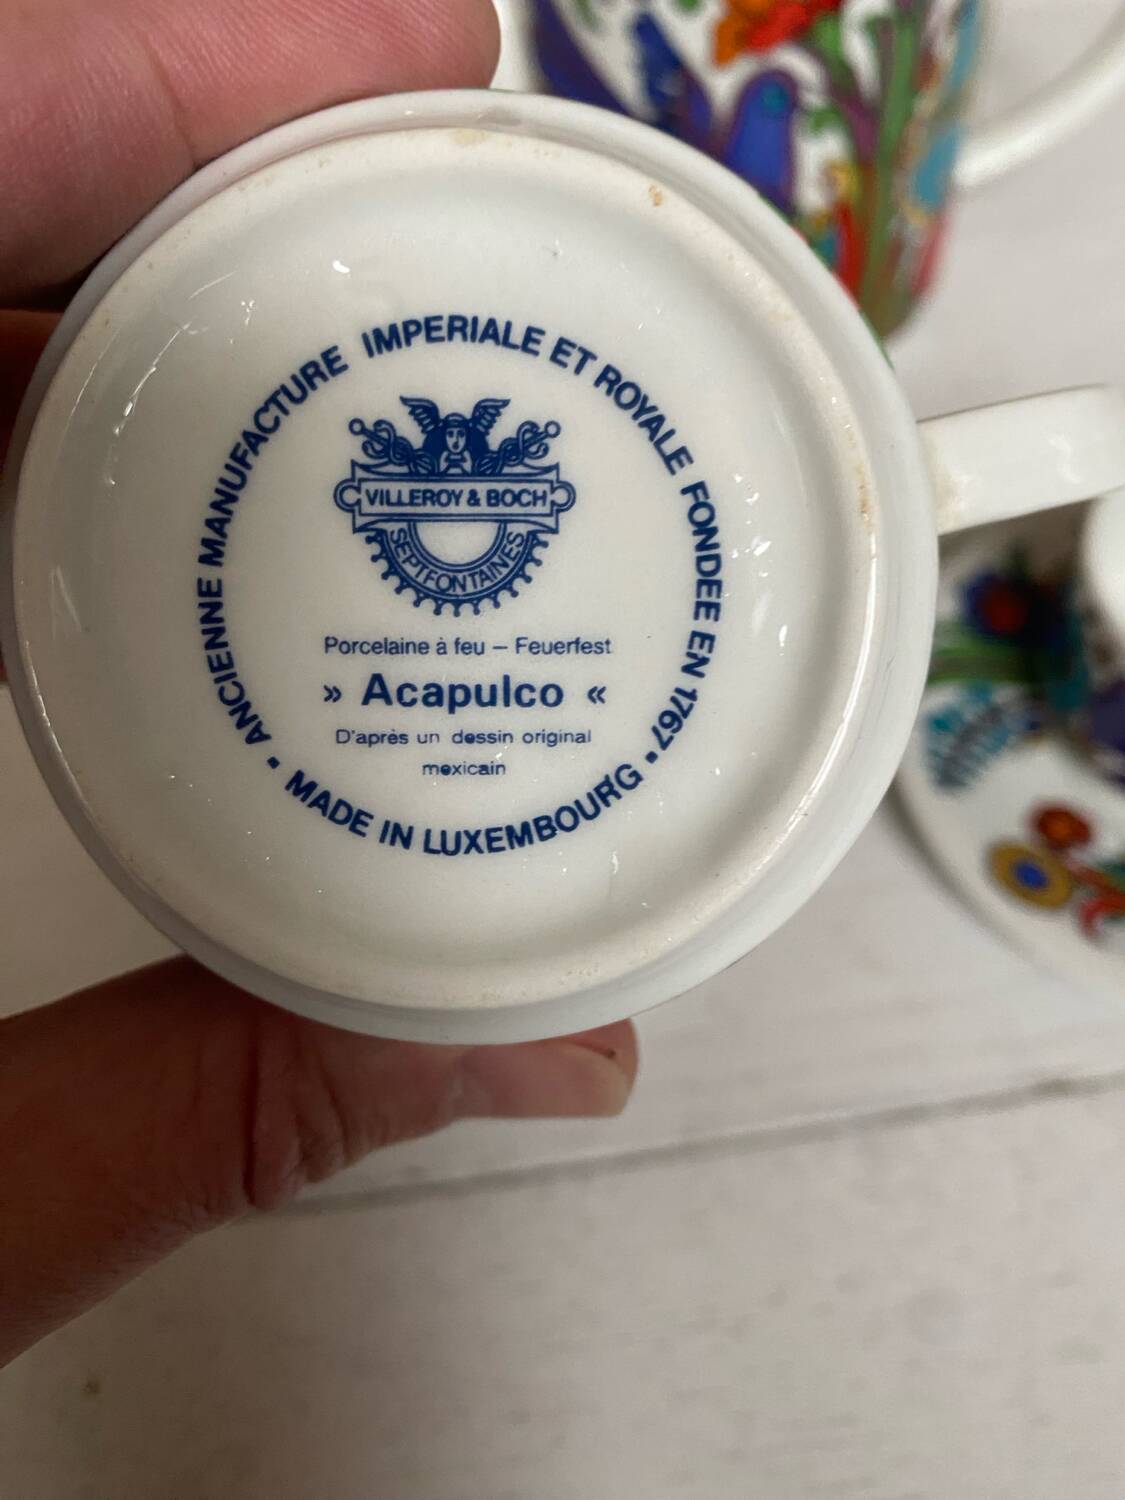 ANCIENNE MANUFACTURE IMPERIALE ET ROYALE FONDEE EN 1767 •
VILLEROY & BOCH
SEPTFONTAINES
Porcelaine à feu – Feuerfest
» Acapulco «
D'après un dessin original
mexicain
MADE IN LUXEMBOURG •